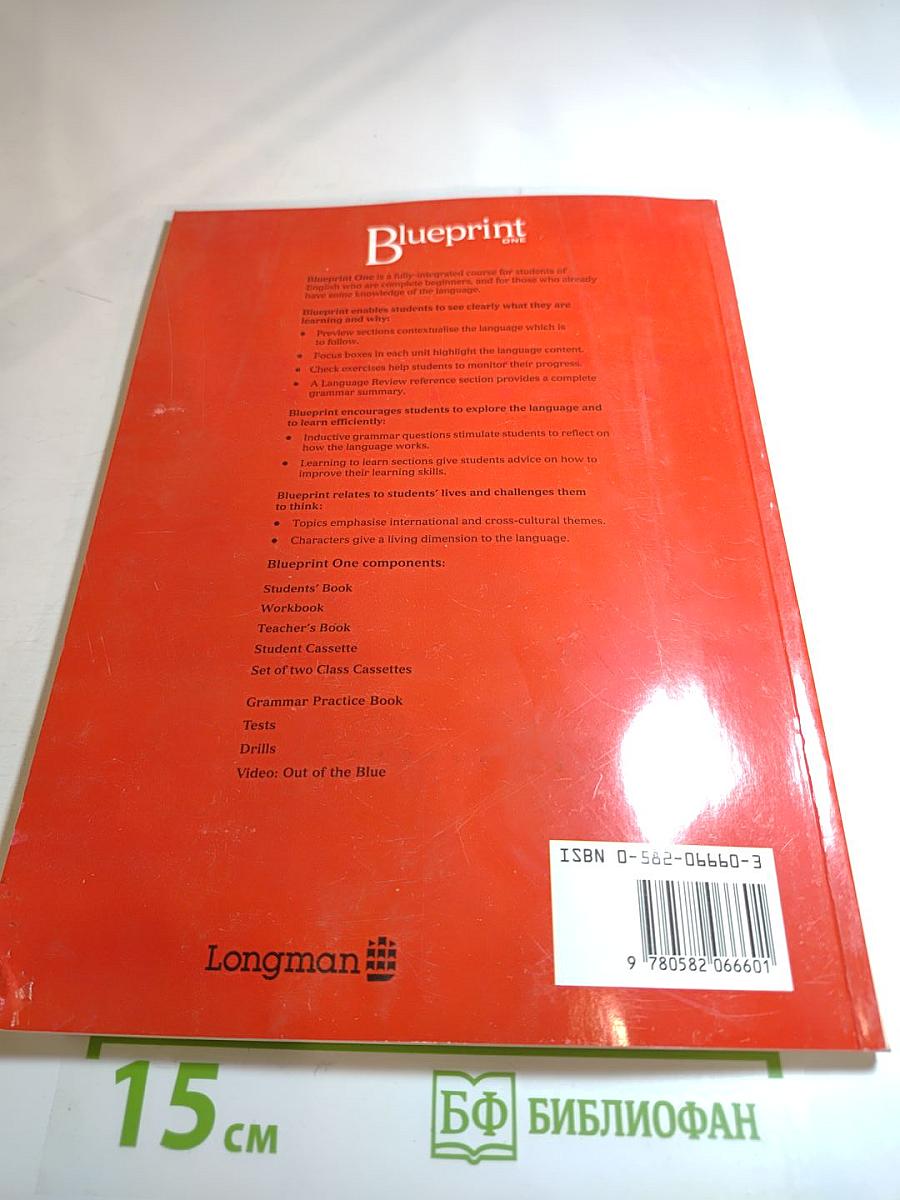 Blueprint
ONE
Blueprint One is a fully-integrated course for students of
English who are complete beginners, and for those who already
have some knowledge of the language.
Blueprint enables students to see clearly what they are
learning and why:
• Preview sections contextualise the language which is
to follow.
• Focus boxes in each unit highlight the language content.
• Check exercises help students to monitor their progress.
• A Language Review reference section provides a complete
grammar summary.
Blueprint encourages students to explore the language and
to learn efficiently:
• Inductive grammar questions stimulate students to reflect on
how the language works.
• Learning to learn sections give students advice on how to
improve their learning skills.
Blueprint relates to students' lives and challenges them
to think:
• Topics emphasise international and cross-cultural themes.
• Characters give a living dimension to the language.
Blueprint One components:
Students' Book
Workbook
Teacher's Book
Student Cassette
Set of two Class Cassettes
Grammar Practice Book
Tests
Drills
Video: Out of the Blue
ISBN 0-582-06660-3
9 780582 066601
Longman
15 см
БФ БИБЛИОФАН